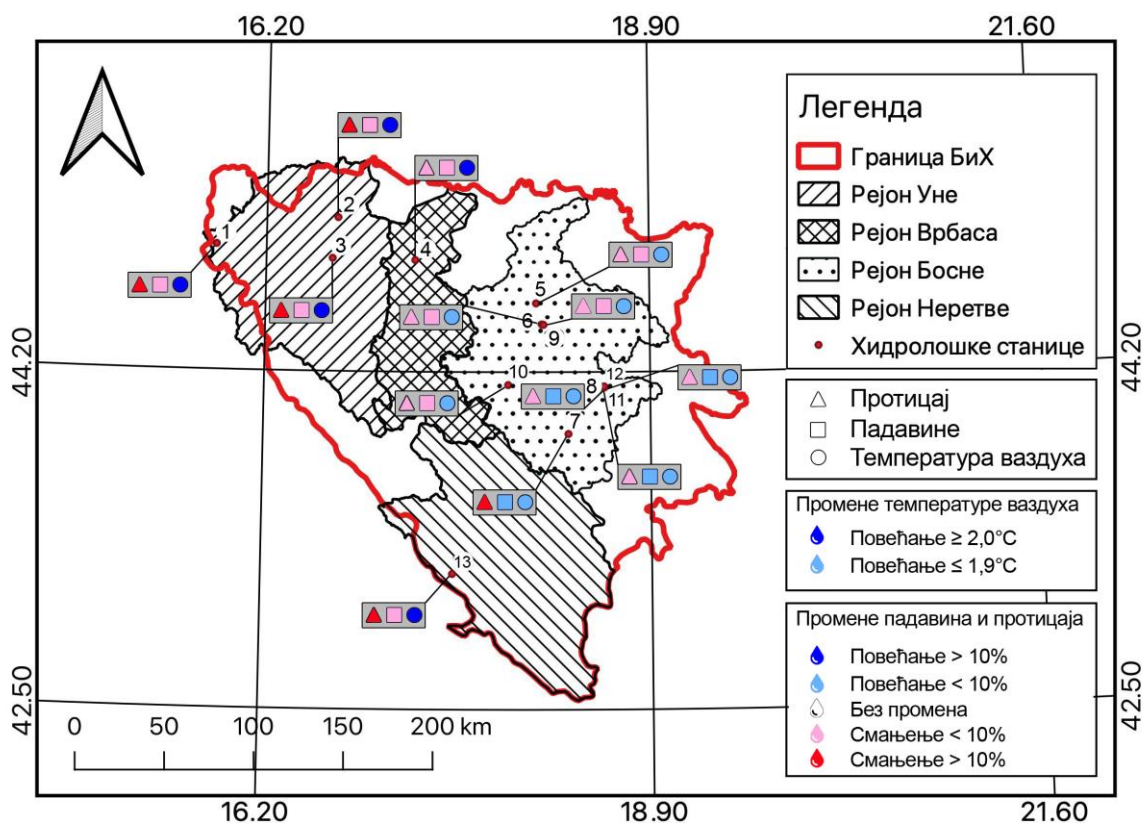 16.20 18.90 21.60
Легенда
Граница БиХ
Рејон Уне
Рејон Врбаса
Рејон Босне
Рејон Неретве
Хидролошке станице
Протицај
Падавине
Температура ваздуха
Промене температуре ваздуха
Повећање ≥ 2,0°C
Повећање ≤ 1,9°C
Промене падавина и протицаја
Повећање > 10%
Повећање < 10%
Без промена
Смањење < 10%
Смањење > 10%
1
2
3
4
5
6
9
10
12
8
11
7
13
44.20 44.20
42.50 42.50
0 50 100 150 200 km
16.20 18.90 21.60